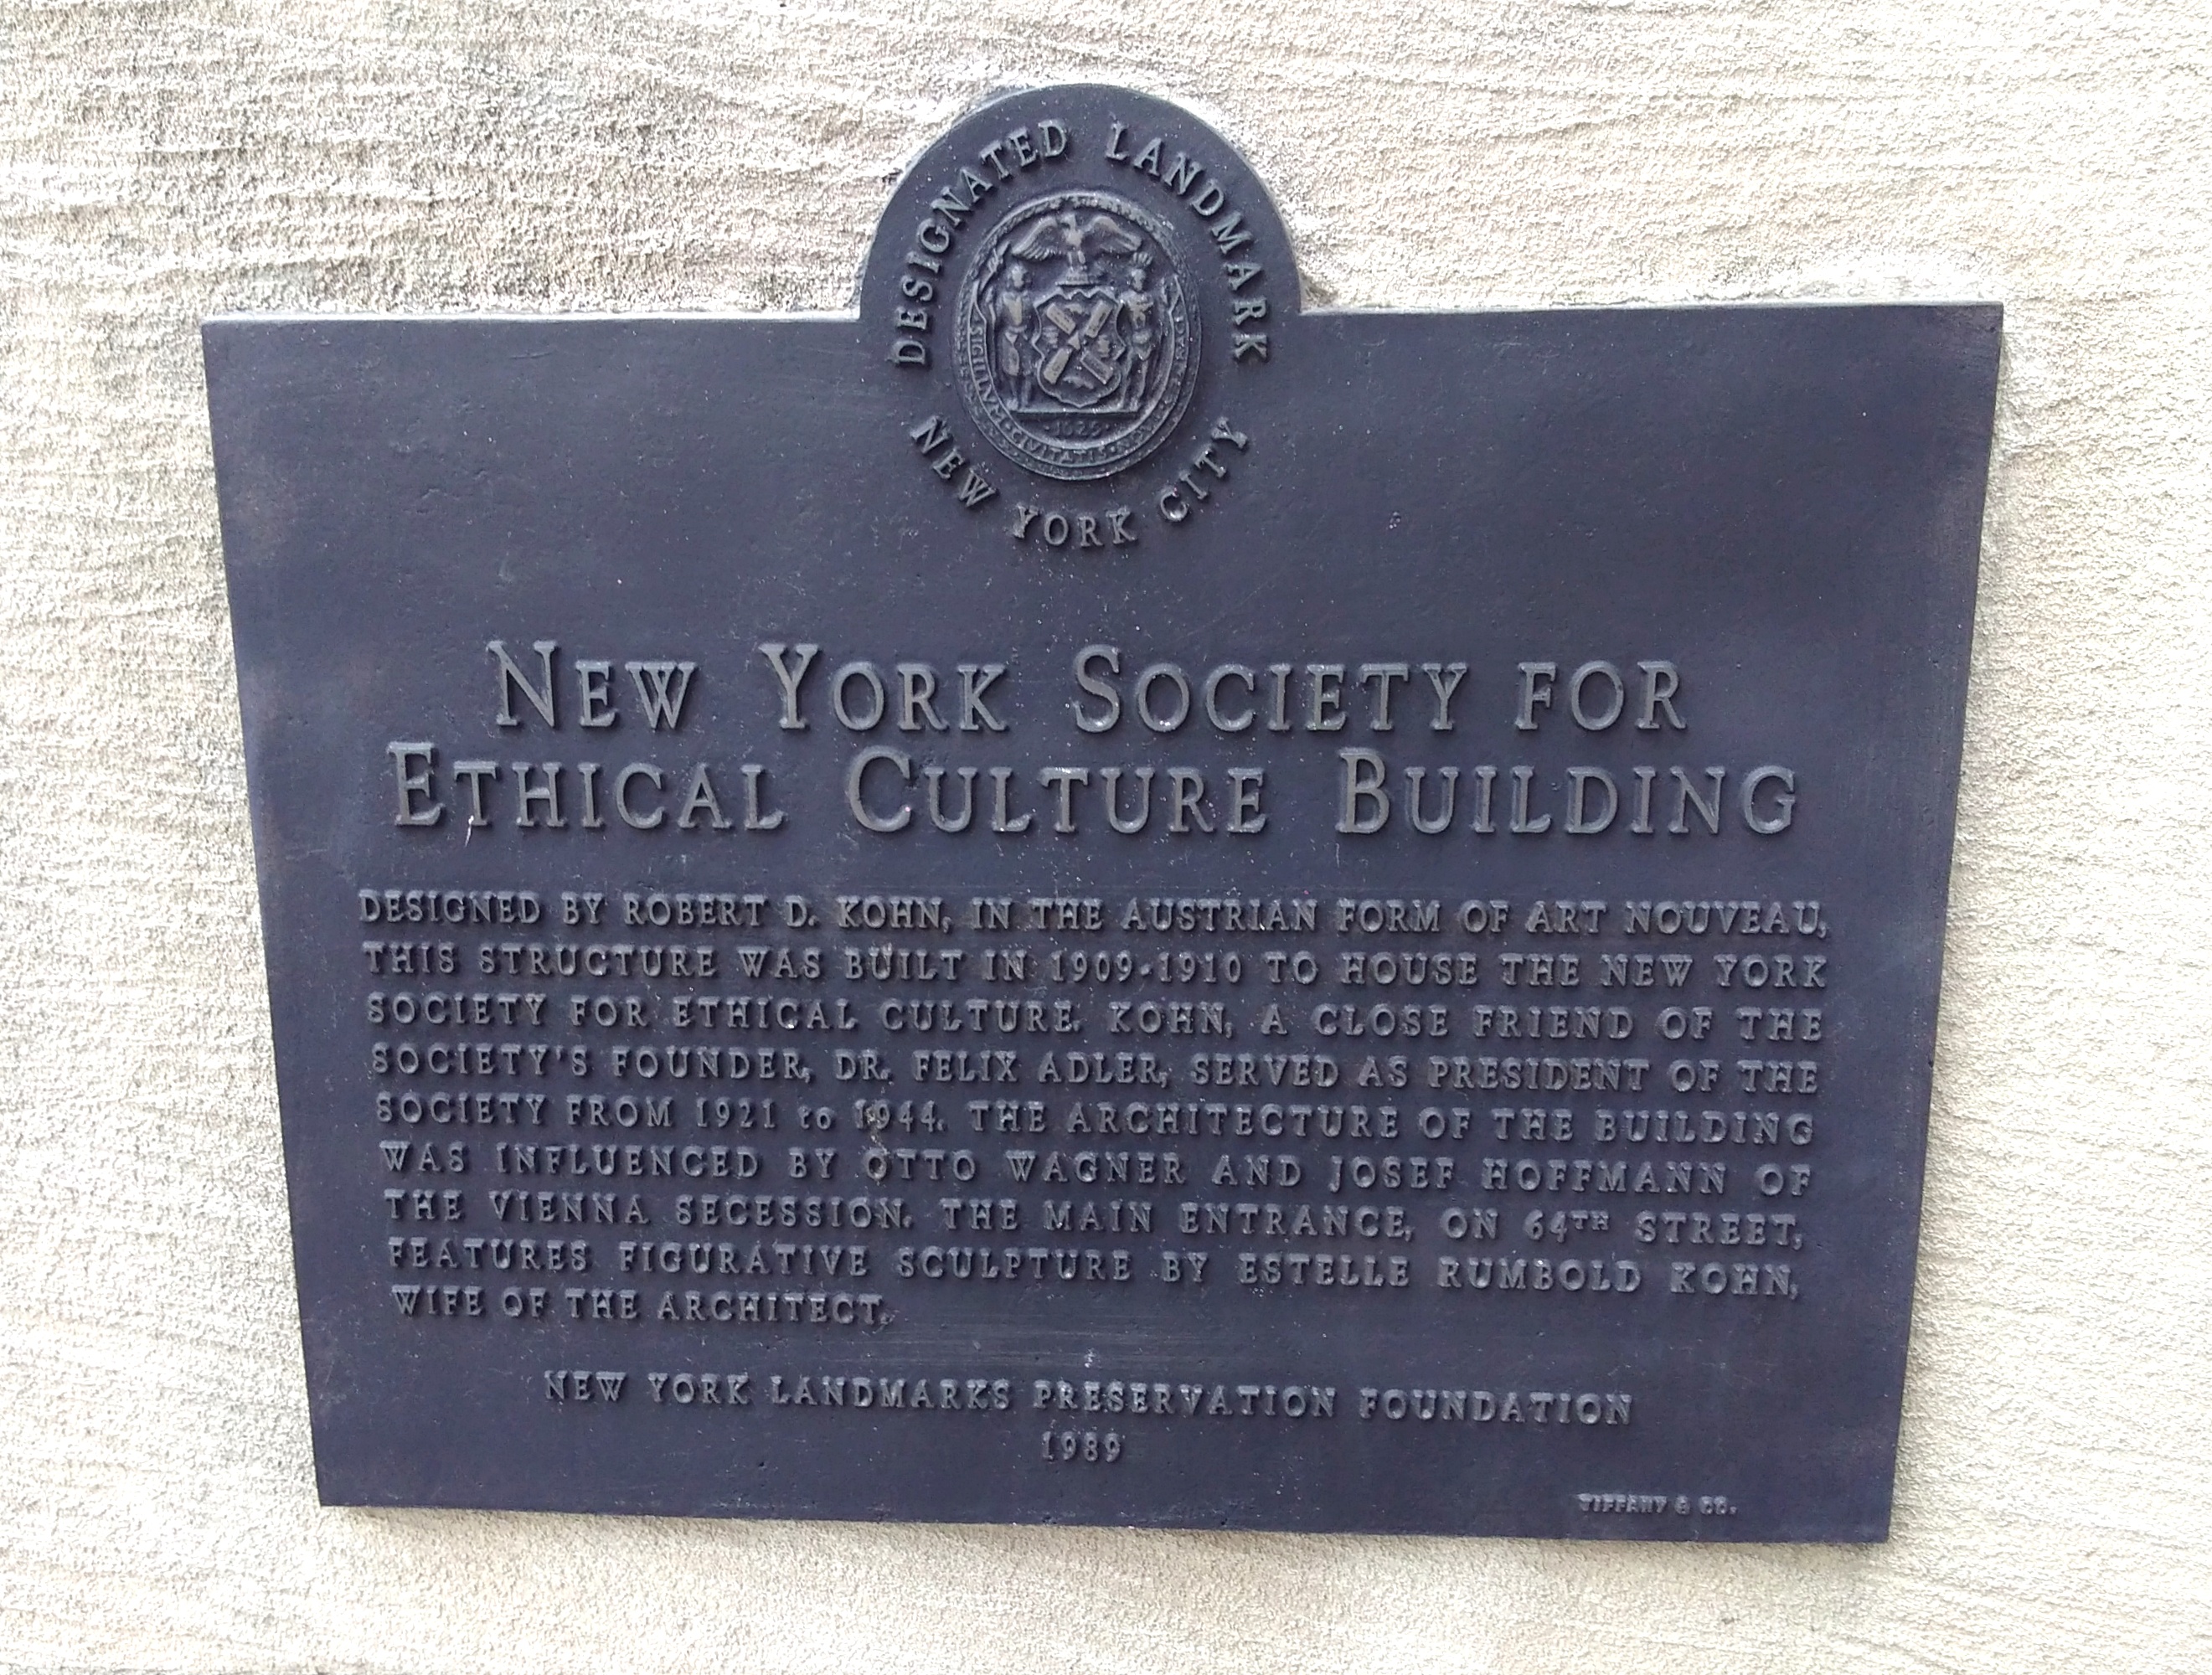 DESIGNATED LANDMARK
SIGILLVM · CIVITATIS
· 1625 ·
NEW YORK CITY
NEW YORK SOCIETY FOR
ETHICAL CULTURE BUILDING
DESIGNED BY ROBERT D. KOHN, IN THE AUSTRIAN FORM OF ART NOUVEAU,
THIS STRUCTURE WAS BUILT IN 1909-1910 TO HOUSE THE NEW YORK
SOCIETY FOR ETHICAL CULTURE. KOHN, A CLOSE FRIEND OF THE
SOCIETY'S FOUNDER, DR. FELIX ADLER, SERVED AS PRESIDENT OF THE
SOCIETY FROM 1921 to 1944. THE ARCHITECTURE OF THE BUILDING
WAS INFLUENCED BY OTTO WAGNER AND JOSEF HOFFMANN OF
THE VIENNA SECESSION. THE MAIN ENTRANCE, ON 64TH STREET,
FEATURES FIGURATIVE SCULPTURE BY ESTELLE RUMBOLD KOHN,
WIFE OF THE ARCHITECT.
NEW YORK LANDMARKS PRESERVATION FOUNDATION
1989
TIFFANY & CO.